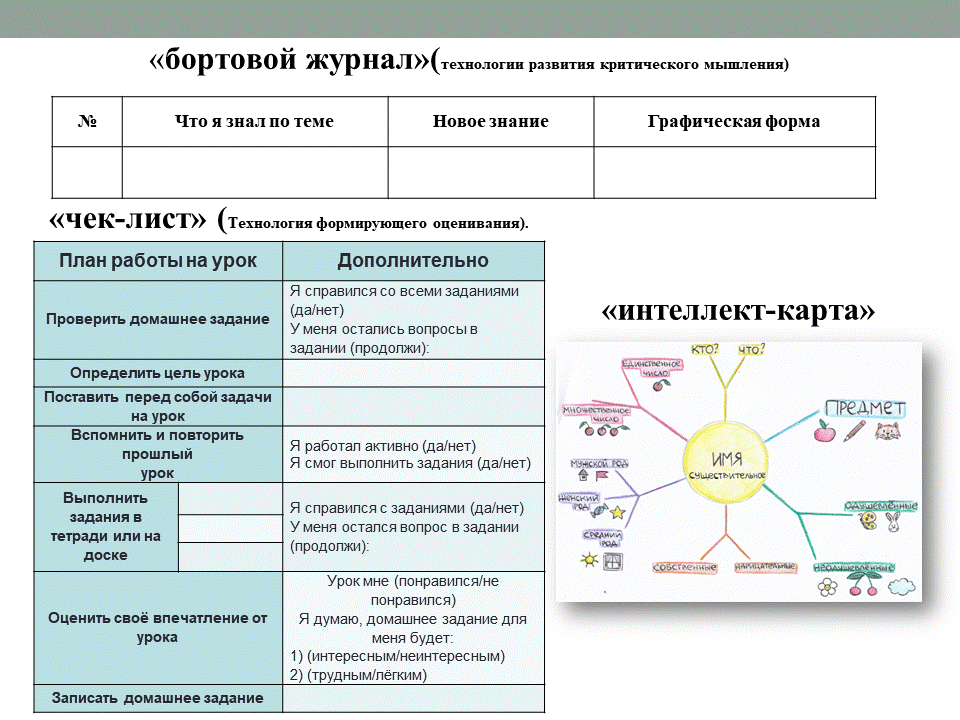 «бортовой журнал»(технологии развития критического мышления)
№ Что я знал по теме Новое знание Графическая форма
«чек-лист» (Технология формирующего оценивания).
План работы на урок Дополнительно
Проверить домашнее задание
Я справился со всеми заданиями
(да/нет)
У меня остались вопросы в
задании (продолжи):
Определить цель урока
Поставить перед собой задачи
на урок
Вспомнить и повторить
прошлый
урок
Я работал активно (да/нет)
Я смог выполнить задания (да/нет)
Выполнить
задания в
тетради или на
доске
Я справился с заданиями (да/нет)
У меня остался вопрос в задании
(продолжи):
Оценить своё впечатление от
урока
Урок мне (понравился/не
понравился)
Я думаю, домашнее задание для
меня будет:
1) (интересным/неинтересным)
2) (трудным/лёгким)
Записать домашнее задание
«интеллект-карта»
КТО? ЧТО?
ЕДИНСТВЕННОЕ
ЧИСЛО
МНОЖЕСТВЕННОЕ
ЧИСЛО
ПРЕДМЕТ
ИМЯ
СУЩЕСТВИТЕЛЬНОЕ
МУЖСКОЙ РОД
ЖЕНСКИЙ
РОД
СРЕДНИЙ
РОД
ОДУШЕВЛЁННЫЕ
СОБСТВЕННЫЕ
НАРИЦАТЕЛЬНЫЕ
НЕОДУШЕВЛЁННЫЕ